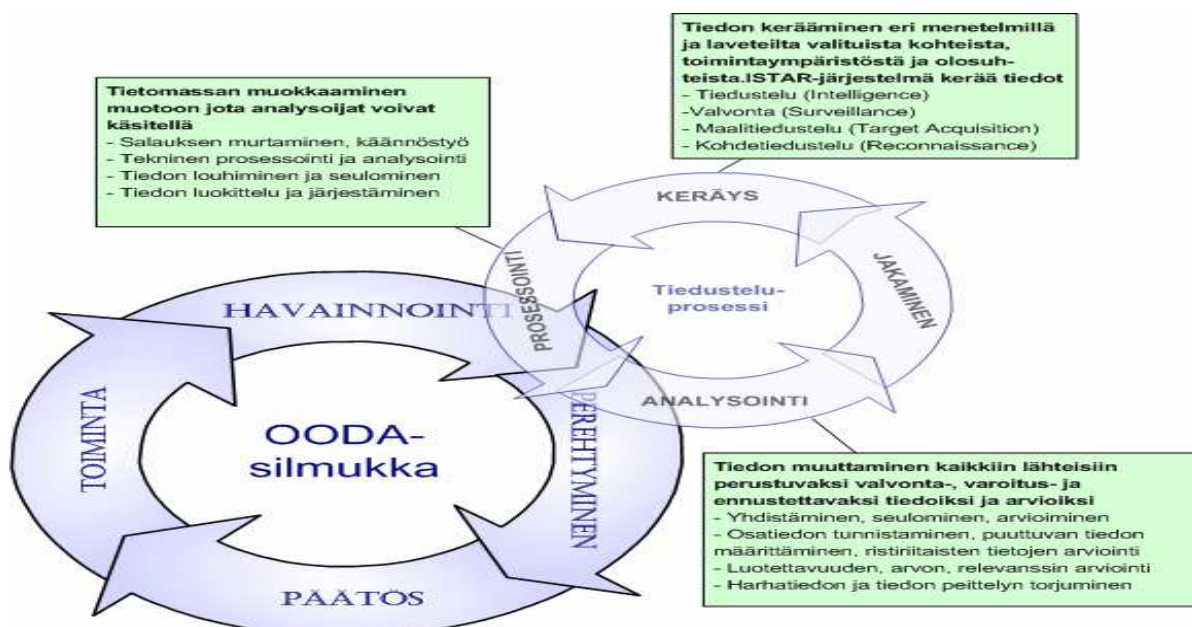 Tiedon kerääminen eri menetelmillä
ja laveteilta valituista kohteista,
toimintaympäristöstä ja olosuh-
teista.ISTAR-järjestelmä kerää tiedot
- Tiedustelu (Intelligence)
-Valvonta (Surveillance)
- Maalitiedustelu (Target Acquisition)
- Kohdetiedustelu (Reconnaissance)
Tietomassan muokkaaminen
muotoon jota analysoijat voivat
käsitellä
- Salauksen murtaminen, käännöstyö
- Tekninen prosessointi ja analysointi
- Tiedon louhiminen ja seulominen
- Tiedon luokittelu ja järjestäminen
KERÄYS
JAKAMINEN
ANALYSOINTI
PROSESSOINTI
Tiedustelu-
prosessi
HAVAINNOINTI
PEREHTYMINEN
PÄÄTÖS
TOIMINTA
OODA-
silmukka
Tiedon muuttaminen kaikkiin lähteisiin
perustuvaksi valvonta-, varoitus- ja
ennustettavaksi tiedoiksi ja arvioiksi
- Yhdistäminen, seulominen, arvioiminen
- Osatiedon tunnistaminen, puuttuvan tiedon
määrittäminen, ristiriitaisten tietojen arviointi
- Luotettavuuden, arvon, relevanssin arviointi
- Harhatiedon ja tiedon peittelyn torjuminen